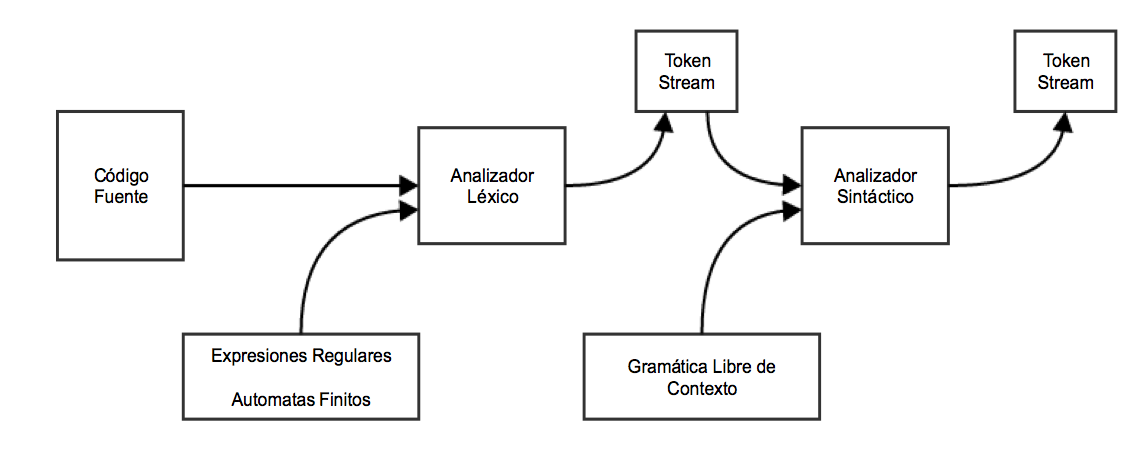 Código
Fuente
Analizador
Léxico
Token
Stream
Analizador
Sintáctico
Token
Stream
Expresiones Regulares
Automatas Finitos
Gramática Libre de
Contexto